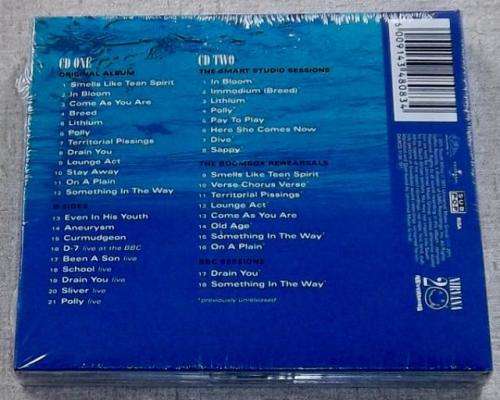 CD ONE
ORIGINAL ALBUM
1 Smells Like Teen Spirit
2 In Bloom
3 Come As You Are
4 Breed
5 Lithium
6 Polly
7 Territorial Pissings
8 Drain You
9 Lounge Act
10 Stay Away
11 On A Plain
12 Something In The Way
B-SIDES
13 Even In His Youth
14 Aneurysm
15 Curmudgeon
16 D-7 live at the BBC
17 Been A Son live
18 School live
19 Drain You live
20 Sliver live
21 Polly live
CD TWO
THE SMART STUDIO SESSIONS
1 In Bloom
2 Immodium (Breed)
3 Lithium
4 Polly*
5 Pay To Play
6 Here She Comes Now
7 Dive
8 Sappy*
THE BOOMBOX REHEARSALS
9 Smells Like Teen Spirit
10 Verse Chorus Verse*
11 Territorial Pissings*
12 Lounge Act*
13 Come As You Are
14 Old Age
15 Something In The Way*
16 On A Plain*
BBC SESSIONS
17 Drain You*
18 Something In The Way*
*previously unreleased
SUB POP
NIRVANA
20